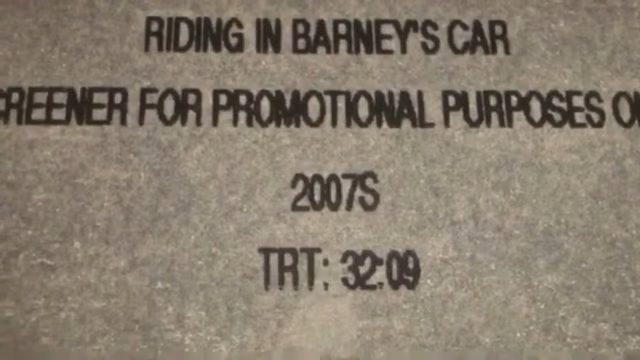 RIDING IN BARNEY'S CAR
CREENER FOR PROMOTIONAL PURPOSES O
2007S
TRT: 32:09